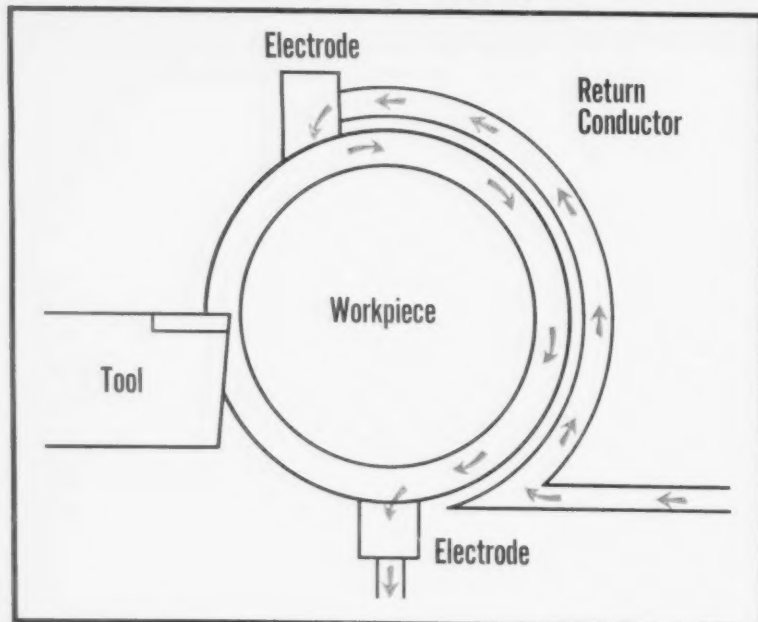 Electrode
Return
Conductor
Workpiece
Tool
Electrode